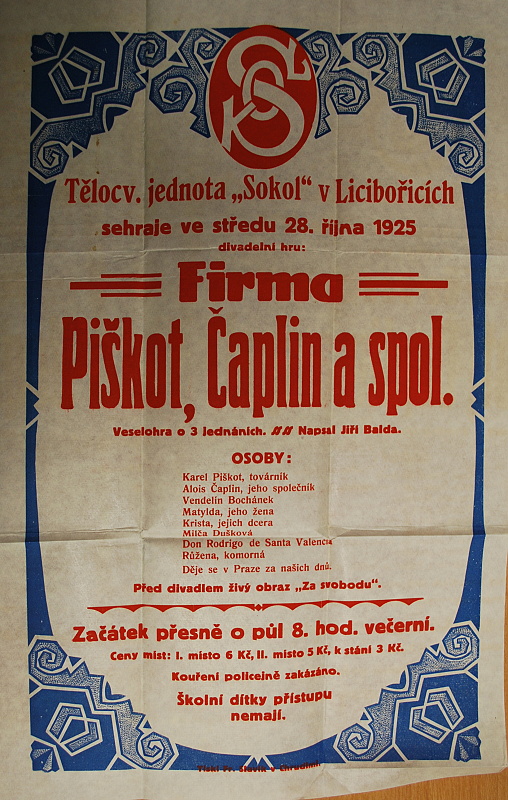 Tělocv. jednota „Sokol“ v Licibořicích
sehraje ve středu 28. října 1925
divadelní hru:
Firma
Piškot, Čaplin a spol.
Veselohra o 3 jednáních. Napsal Jiří Balda.
OSOBY:
Karel Piškot, továrník
Alois Čaplin, jeho společník
Vendelín Bochánek
Matylda, jeho žena
Krista, jejich dcera
Milča Dušková
Don Rodrigo de Santa Valencia
Růžena, komorná
Děje se v Praze za našich dnů.
Před divadlem živý obraz „Za svobodu“.
Začátek přesně o půl 8. hod. večerní.
Ceny míst: I. místo 6 Kč, II. místo 5 Kč, k stání 3 Kč.
Kouření policejně zakázáno.
Školní dítky přístupu
nemají.
Tiskl Fr. Slavík v Chrudimi.